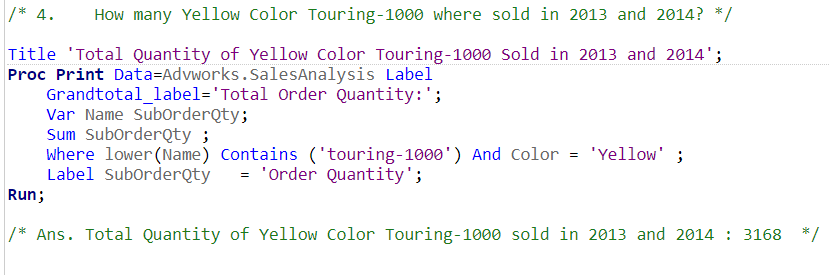 /* 4.    How many Yellow Color Touring-1000 where sold in 2013 and 2014? */
Title 'Total Quantity of Yellow Color Touring-1000 Sold in 2013 and 2014';
Proc Print Data=Advworks.SalesAnalysis Label
    Grandtotal_label='Total Order Quantity:';
    Var Name SubOrderQty;
    Sum SubOrderQty ;
    Where lower(Name) Contains ('touring-1000') And Color = 'Yellow' ;
    Label SubOrderQty   = 'Order Quantity';
Run;
/* Ans. Total Quantity of Yellow Color Touring-1000 sold in 2013 and 2014 : 3168  */